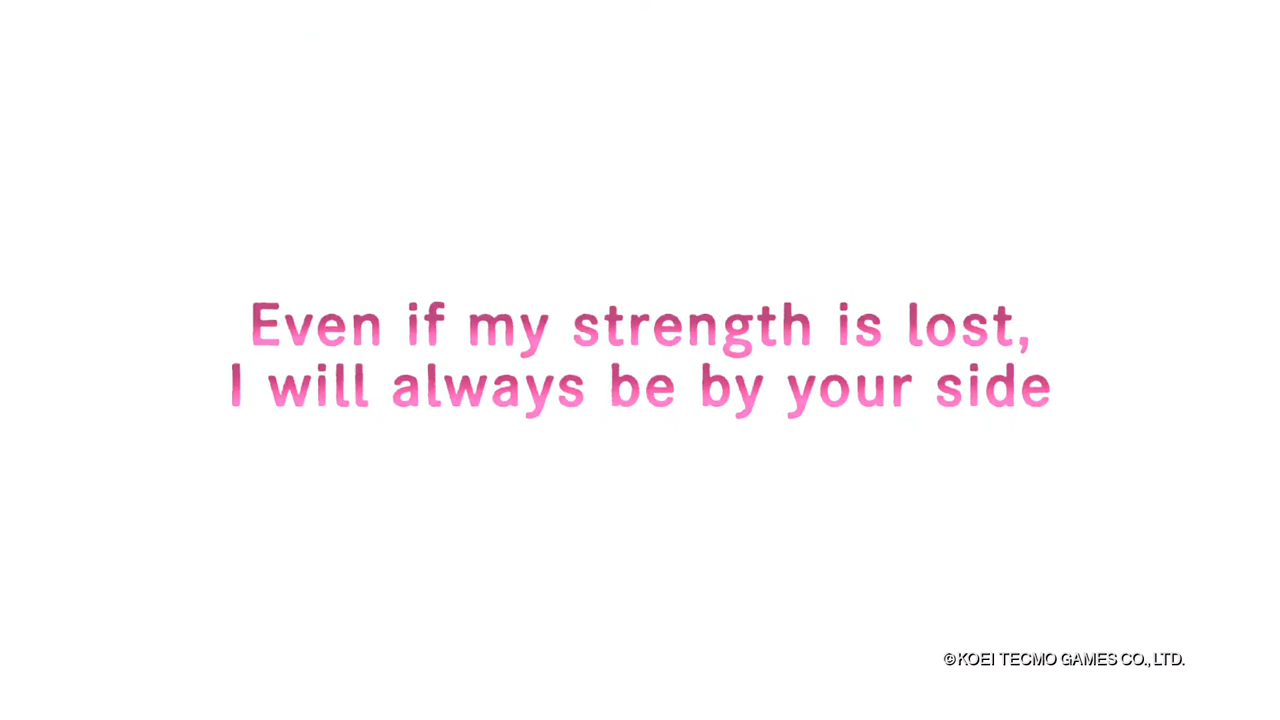 Even if my strength is lost,
I will always be by your side
©KOEI TECMO GAMES CO., LTD.